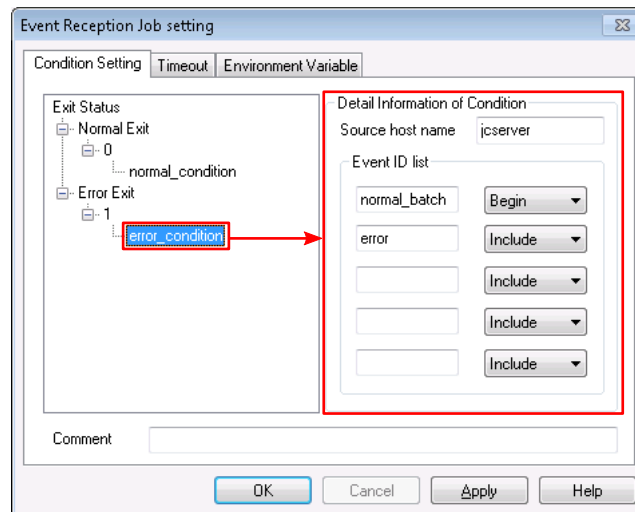 Event Reception Job setting
Condition Setting Timeout Environment Variable
Exit Status
Normal Exit
0
normal_condition
Error Exit
1
error_condition
Detail Information of Condition
Source host name jcserver
Event ID list
normal_batch Begin
error Include
Include
Include
Include
Comment
OK Cancel Apply Help